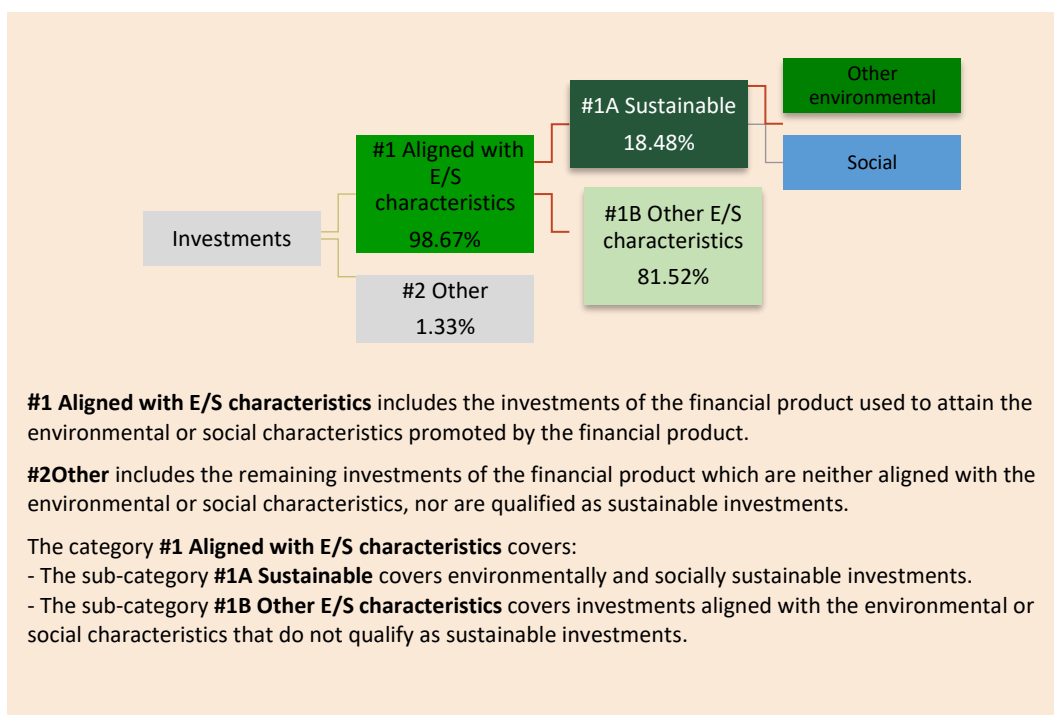 Investments
#1 Aligned with
E/S
characteristics
98.67%
#2 Other
1.33%
#1A Sustainable
18.48%
#1B Other E/S
characteristics
81.52%
Other
environmental
Social
#1 Aligned with E/S characteristics includes the investments of the financial product used to attain the
environmental or social characteristics promoted by the financial product.
#2Other includes the remaining investments of the financial product which are neither aligned with the
environmental or social characteristics, nor are qualified as sustainable investments.
The category #1 Aligned with E/S characteristics covers:
- The sub-category #1A Sustainable covers environmentally and socially sustainable investments.
- The sub-category #1B Other E/S characteristics covers investments aligned with the environmental or
social characteristics that do not qualify as sustainable investments.